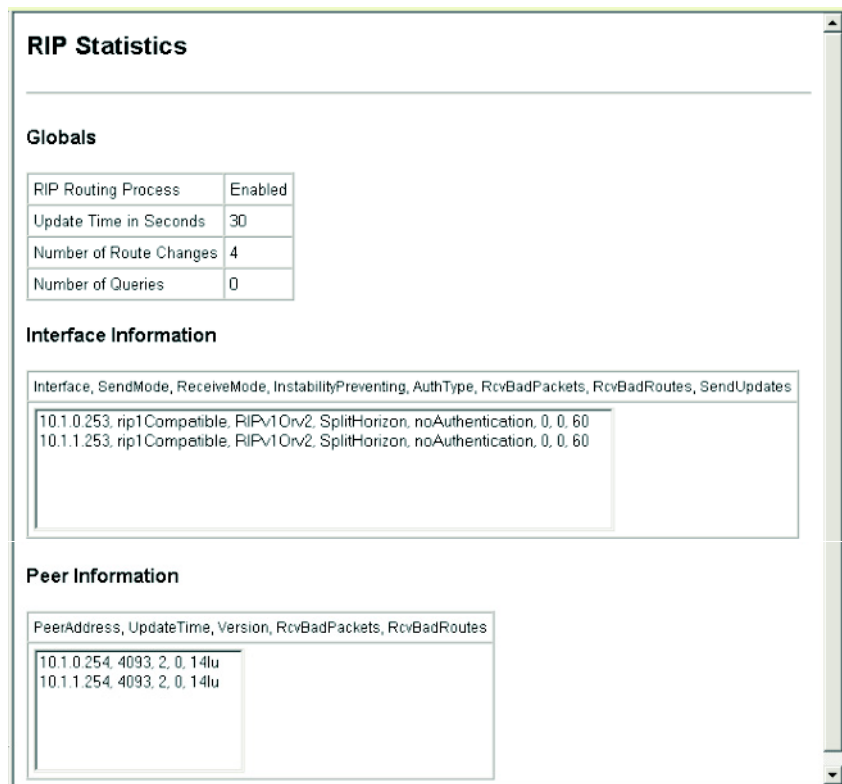 RIP Statistics
Globals
RIP Routing Process Enabled
Update Time in Seconds 30
Number of Route Changes 4
Number of Queries 0
Interface Information
Interface, SendMode, ReceiveMode, InstabilityPreventing, AuthType, RcvBadPackets, RcvBadRoutes, SendUpdates
10.1.0.253, rip1Compatible, RIPv1Orv2, SplitHorizon, noAuthentication, 0, 0, 60
10.1.1.253, rip1Compatible, RIPv1Orv2, SplitHorizon, noAuthentication, 0, 0, 60
Peer Information
PeerAddress, UpdateTime, Version, RcvBadPackets, RcvBadRoutes
10.1.0.254, 4093, 2, 0, 14lu
10.1.1.254, 4093, 2, 0, 14lu